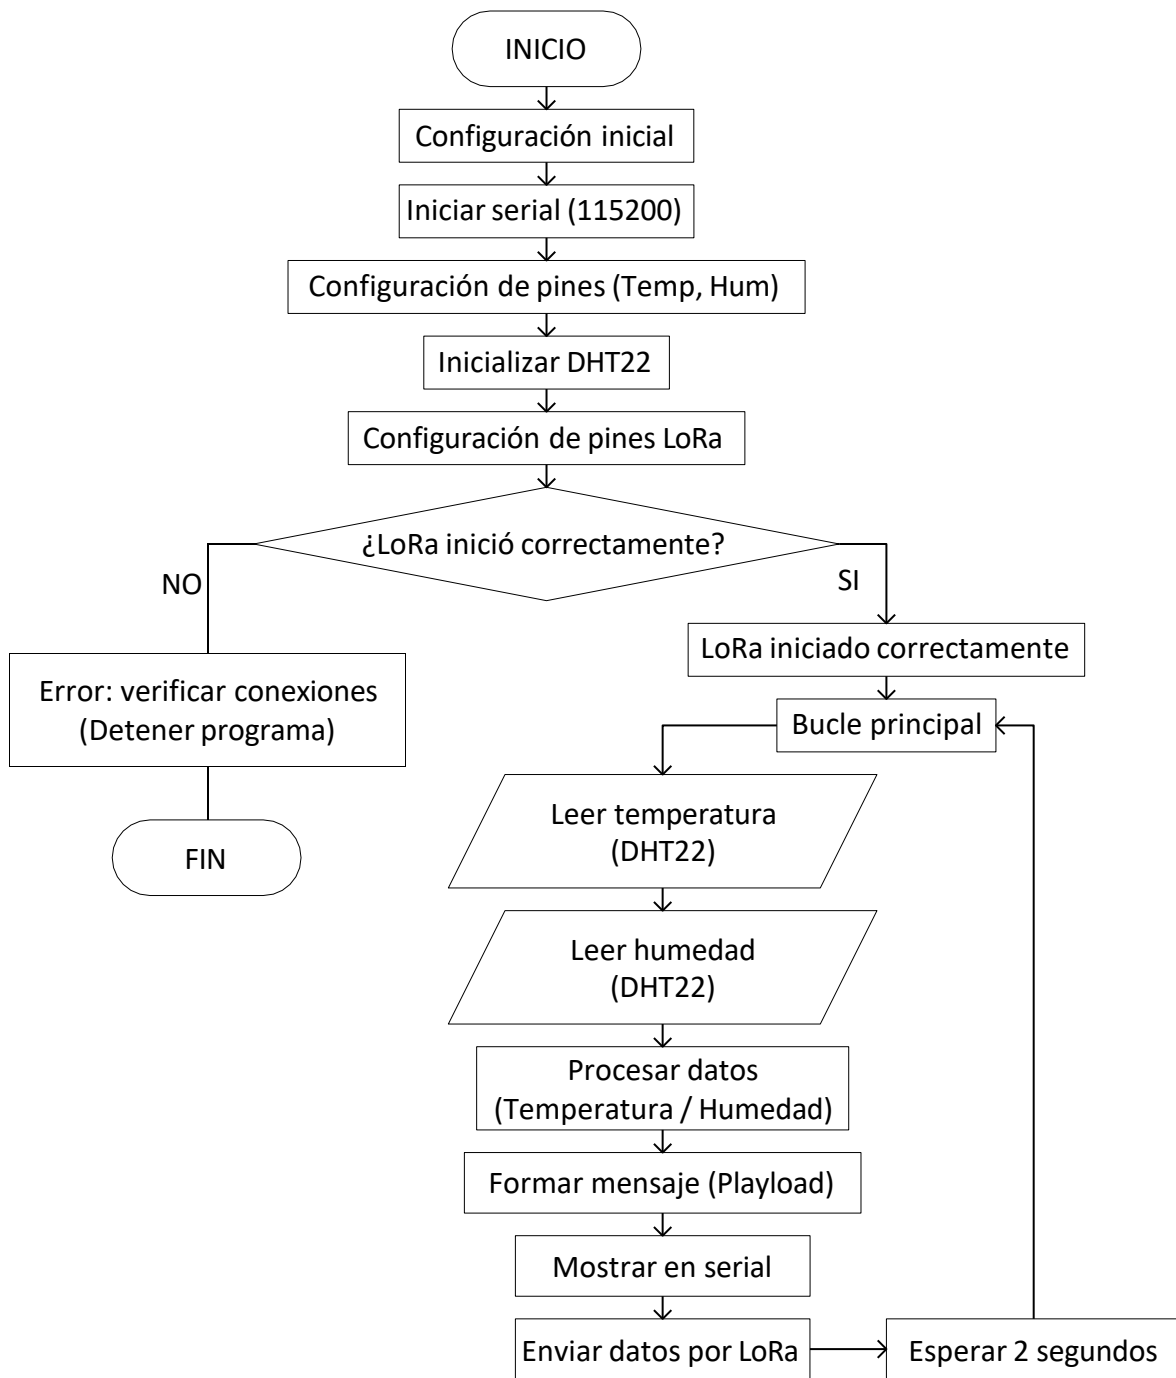 INICIO
Configuración inicial
Iniciar serial (115200)
Configuración de pines (Temp, Hum)
Inicializar DHT22
Configuración de pines LoRa
¿LoRa inició correctamente?
NO
SI
LoRa iniciado correctamente
Error: verificar conexiones
(Detener programa)
Bucle principal
Leer temperatura
(DHT22)
FIN
Leer humedad
(DHT22)
Procesar datos
(Temperatura / Humedad)
Formar mensaje (Playload)
Mostrar en serial
Enviar datos por LoRa
Esperar 2 segundos